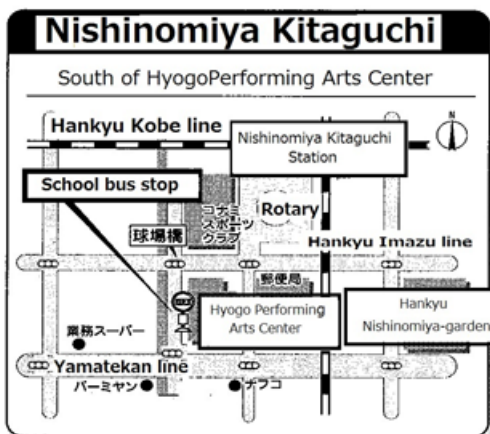 Nishinomiya Kitaguchi
South of HyogoPerforming Arts Center
Hankyu Kobe line
Nishinomiya Kitaguchi
Station
N
School bus stop
コナミ
スポーツ
クラブ
Rotary
球場橋
Hankyu Imazu line
郵便局
Hyogo Performing
Arts Center
Hankyu
Nishinomiya-garden
業務スーパー
Yamatekan line
バーミヤン
ナフコ